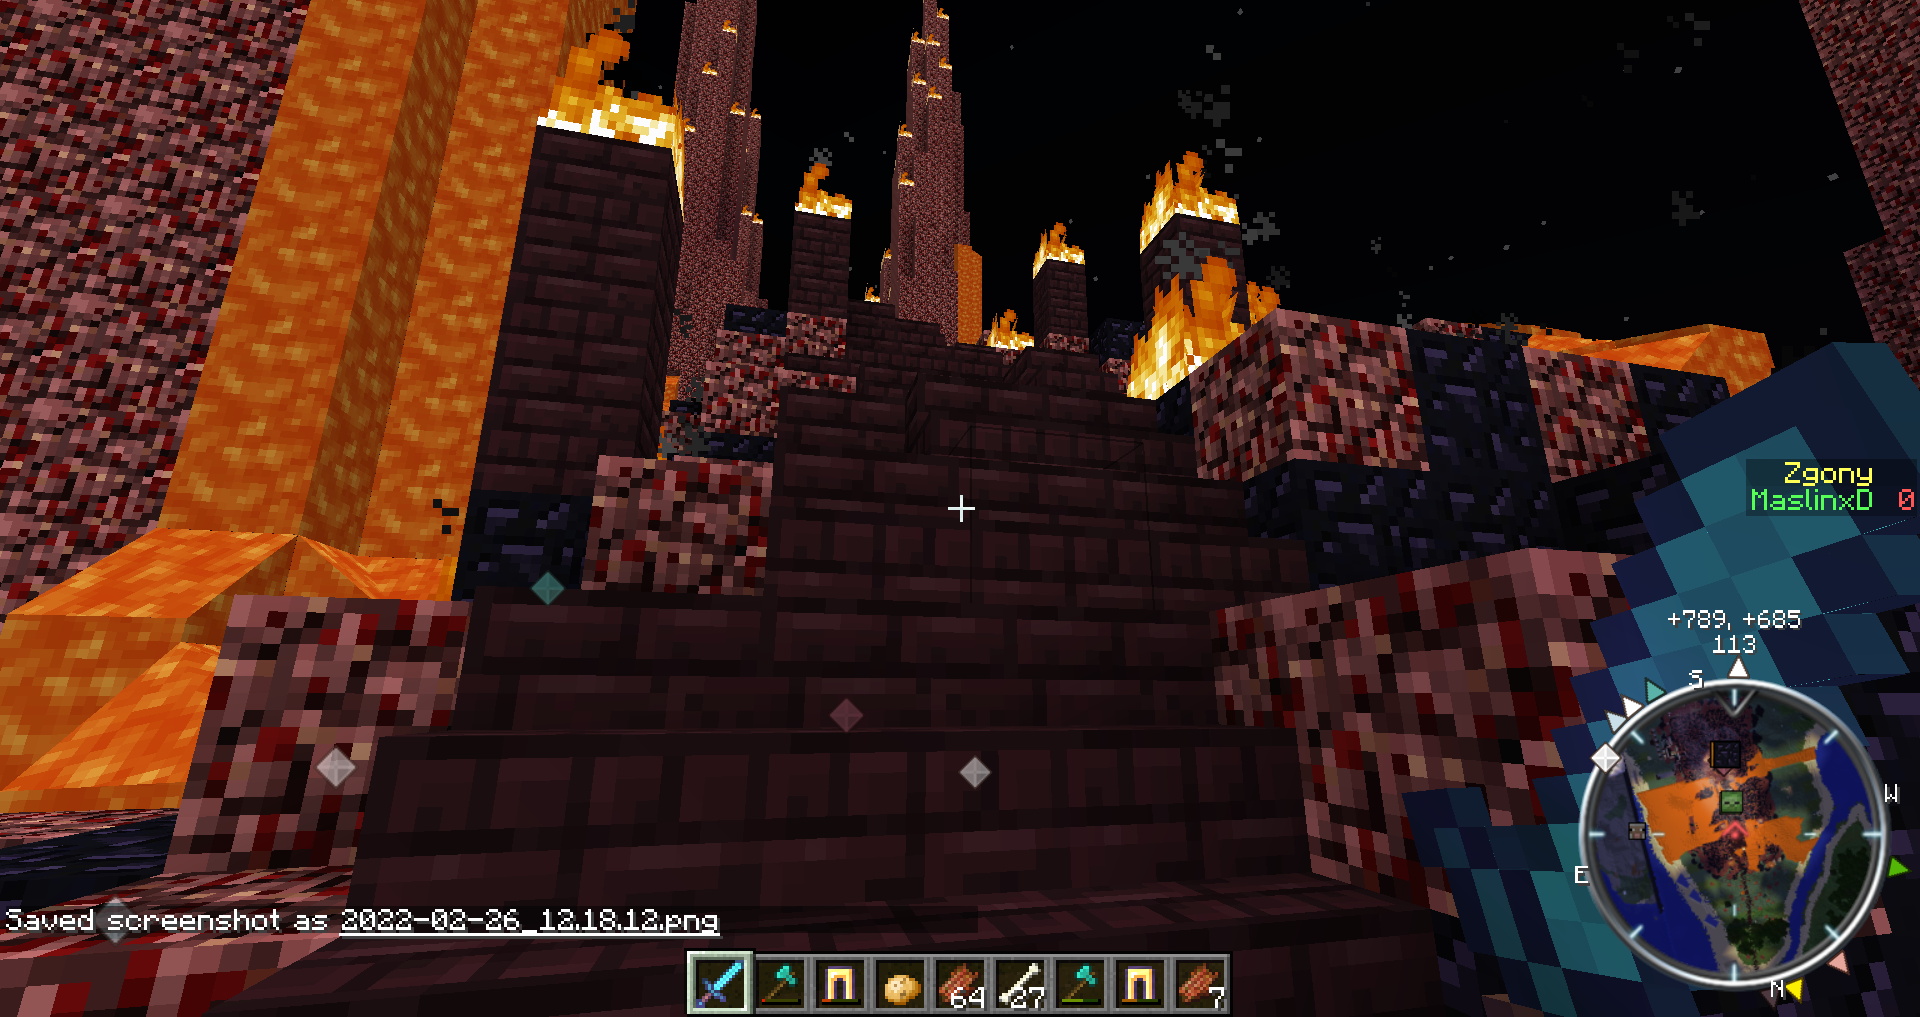 Zgony
MaslinxD 0
+789, +685
113
S
W
E
N
Saved screenshot as 2022-02-26_12.18.12.png
64 27 7